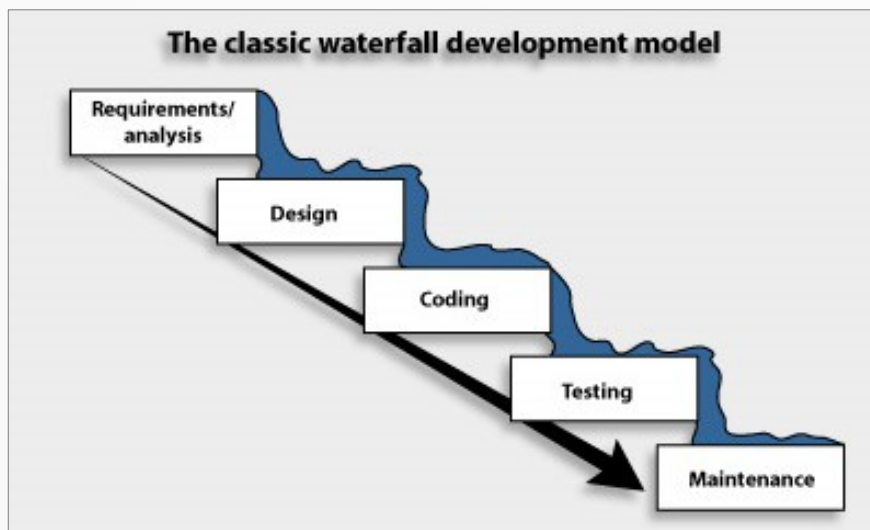 The classic waterfall development model
Requirements/
analysis
Design
Coding
Testing
Maintenance